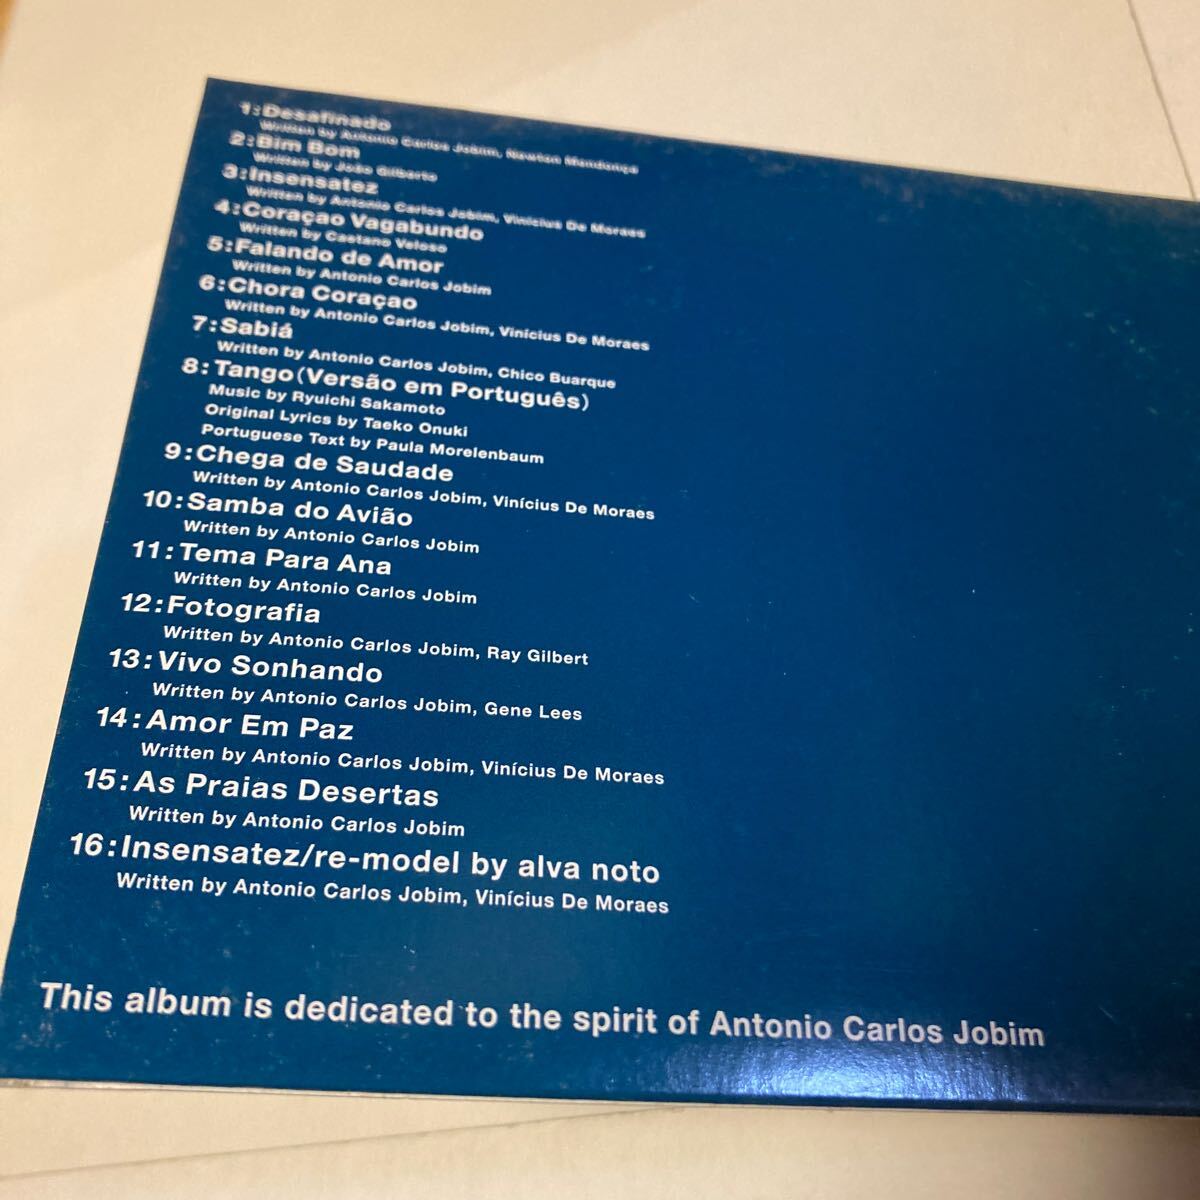 1:Desafinado
Written by Antonio Carlos Jobim, Newton Mendonça
2:Bim Bom
Written by João Gilberto
3:Insensatez
Written by Antonio Carlos Jobim, Vinícius De Moraes
4:Coraçao Vagabundo
Written by Caetano Veloso
5:Falando de Amor
Written by Antonio Carlos Jobim
6:Chora Coraçao
Written by Antonio Carlos Jobim, Vinícius De Moraes
7:Sabiá
Written by Antonio Carlos Jobim, Chico Buarque
8:Tango(Versão em Português)
Music by Ryuichi Sakamoto
Original Lyrics by Taeko Onuki
Portuguese Text by Paula Morelenbaum
9:Chega de Saudade
Written by Antonio Carlos Jobim, Vinícius De Moraes
10:Samba do Avião
Written by Antonio Carlos Jobim
11:Tema Para Ana
Written by Antonio Carlos Jobim
12:Fotografia
Written by Antonio Carlos Jobim, Ray Gilbert
13:Vivo Sonhando
Written by Antonio Carlos Jobim, Gene Lees
14:Amor Em Paz
Written by Antonio Carlos Jobim, Vinícius De Moraes
15:As Praias Desertas
Written by Antonio Carlos Jobim
16:Insensatez/re-model by alva noto
Written by Antonio Carlos Jobim, Vinícius De Moraes
This album is dedicated to the spirit of Antonio Carlos Jobim